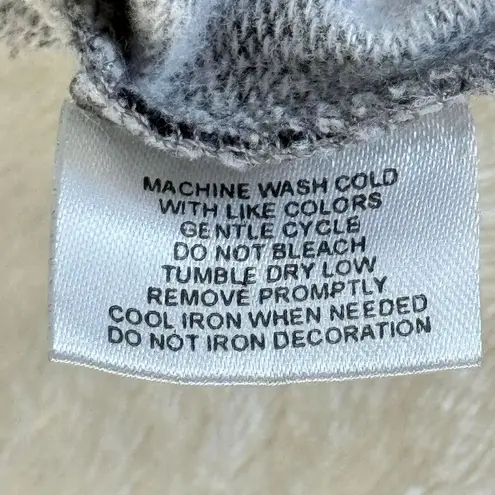 MACHINE WASH COLD
WITH LIKE COLORS
GENTLE CYCLE
DO NOT BLEACH
TUMBLE DRY LOW
REMOVE PROMPTLY
COOL IRON WHEN NEEDED
DO NOT IRON DECORATION